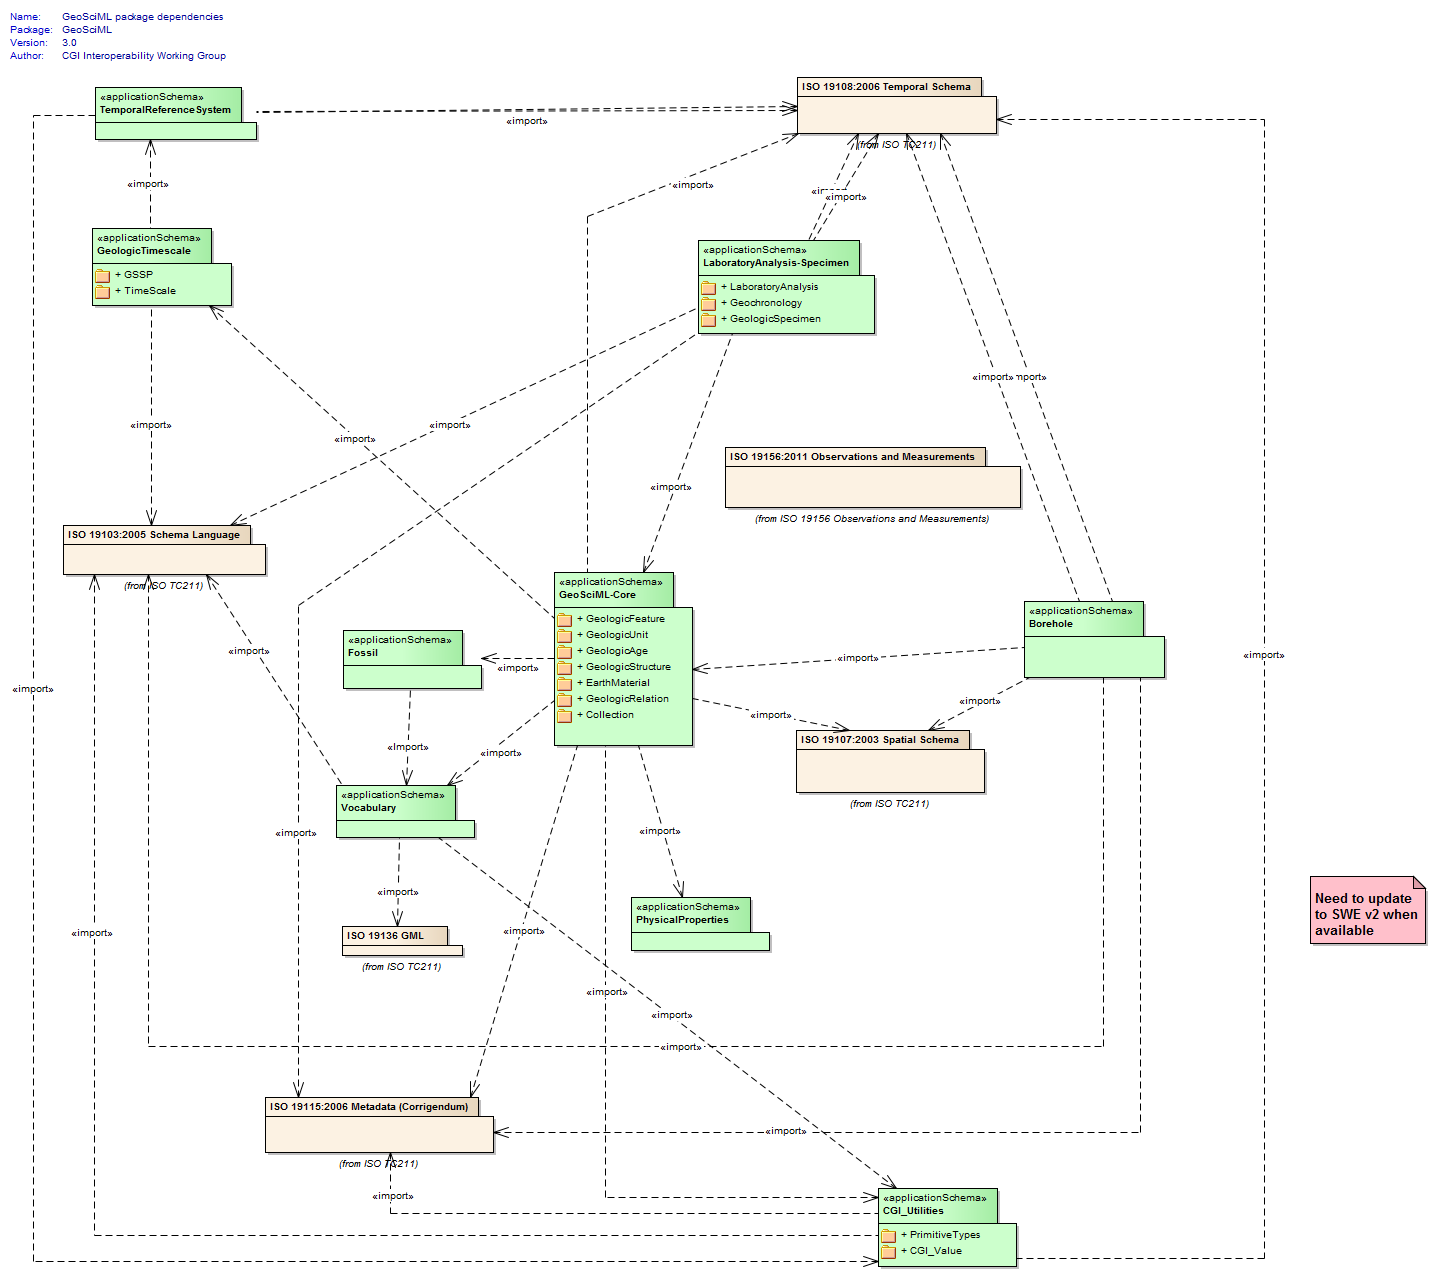 Name: GeoSciML package dependencies
Package: GeoSciML
Version: 3.0
Author: CGI Interoperability Working Group
«applicationSchema»
TemporalReferenceSystem
ISO 19108:2006 Temporal Schema
(from ISO TC211)
«import»
«import»
«import»
«import»
«applicationSchema»
GeologicTimescale
+ GSSP
+ TimeScale
«applicationSchema»
LaboratoryAnalysis-Specimen
+ LaboratoryAnalysis
+ Geochronology
+ GeologicSpecimen
«import»
«import»
«import»
«import»
«import»
ISO 19156:2011 Observations and Measurements
(from ISO 19156 Observations and Measurements)
«import»
ISO 19103:2005 Schema Language
(from ISO TC211)
«applicationSchema»
GeoSciML-Core
+ GeologicFeature
+ GeologicUnit
+ GeologicAge
+ GeologicStructure
+ EarthMaterial
+ GeologicRelation
+ Collection
«applicationSchema»
Borehole
«applicationSchema»
Fossil
«import»
«import»
«import»
«import»
«import»
«import»
«import»
«import»
«import»
«import»
ISO 19107:2003 Spatial Schema
(from ISO TC211)
«applicationSchema»
Vocabulary
«import»
«import»
«import»
ISO 19136 GML
(from ISO TC211)
«applicationSchema»
PhysicalProperties
Need to update
to SWE v2 when
available
«import»
«import»
«import»
«import»
«import»
ISO 19115:2006 Metadata (Corrigendum)
(from ISO TC211)
«import»
«import»
«applicationSchema»
CGI_Utilities
+ PrimitiveTypes
+ CGI_Value